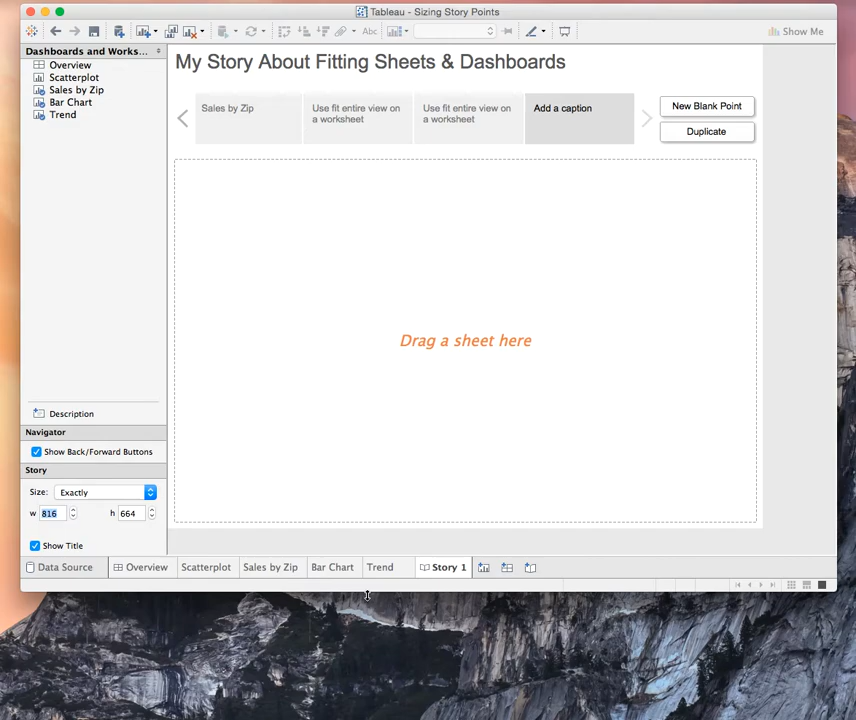 Tableau - Sizing Story Points
Abc
Show Me
Dashboards and Works...
Overview
Scatterplot
Sales by Zip
Bar Chart
Trend
My Story About Fitting Sheets & Dashboards
Sales by Zip
Use fit entire view on
a worksheet
Use fit entire view on
a worksheet
Add a caption
New Blank Point
Duplicate
Drag a sheet here
Description
Navigator
Show Back/Forward Buttons
Story
Size: Exactly
w 816 h 664
Show Title
Data Source Overview Scatterplot Sales by Zip Bar Chart Trend Story 1